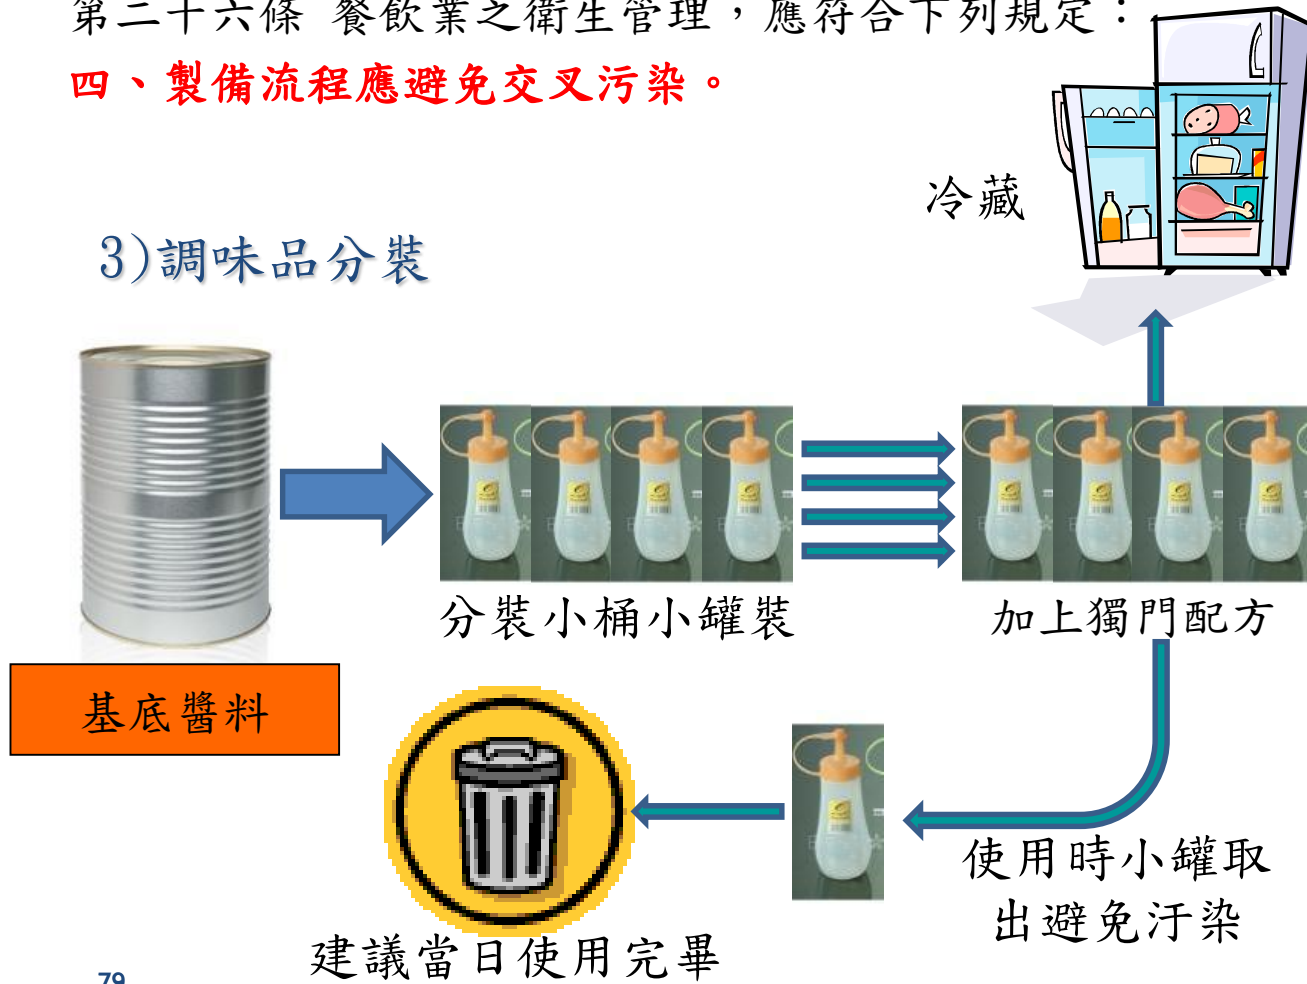 第二十六條 餐飲業之衛生管理，應符合下列規定：
四、製備流程應避免交叉污染。
冷藏
3)調味品分裝
分裝小桶小罐裝
加上獨門配方
基底醬料
使用時小罐取
出避免汙染
建議當日使用完畢
79